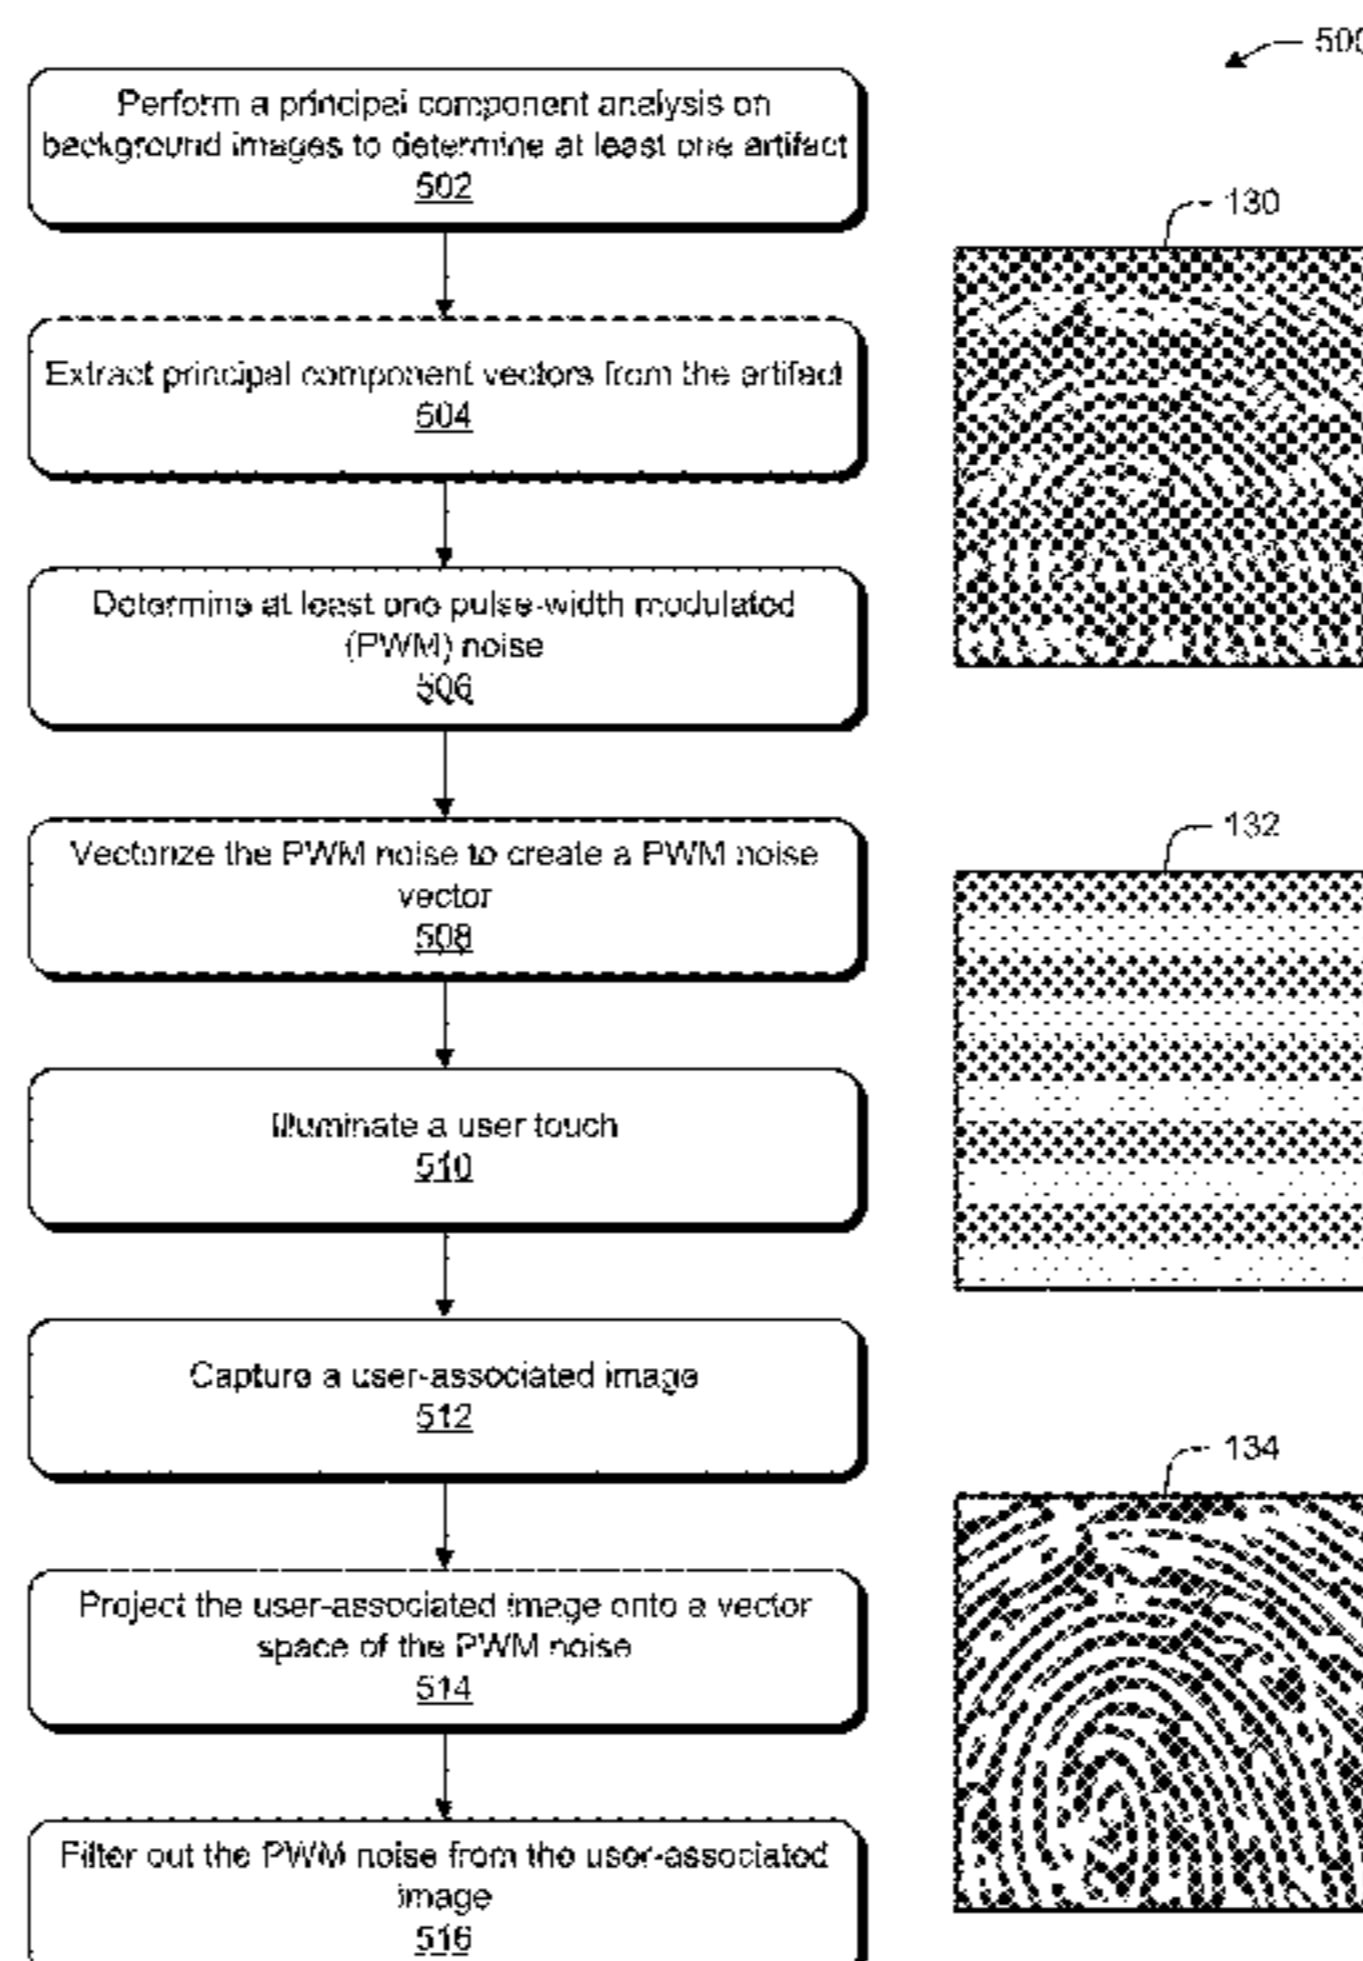 500
Perform a principal component analysis on
background images to determine at least one artifact
502
130
Extract principal component vectors from the artifact
504
Determine at least one pulse-width modulated
(PWM) noise
506
132
Vectorize the PWM noise to create a PWM noise
vector
508
Illuminate a user touch
510
Capture a user-associated image
512
134
Project the user-associated image onto a vector
space of the PWM noise
514
Filter out the PWM noise from the user-associated
image
516